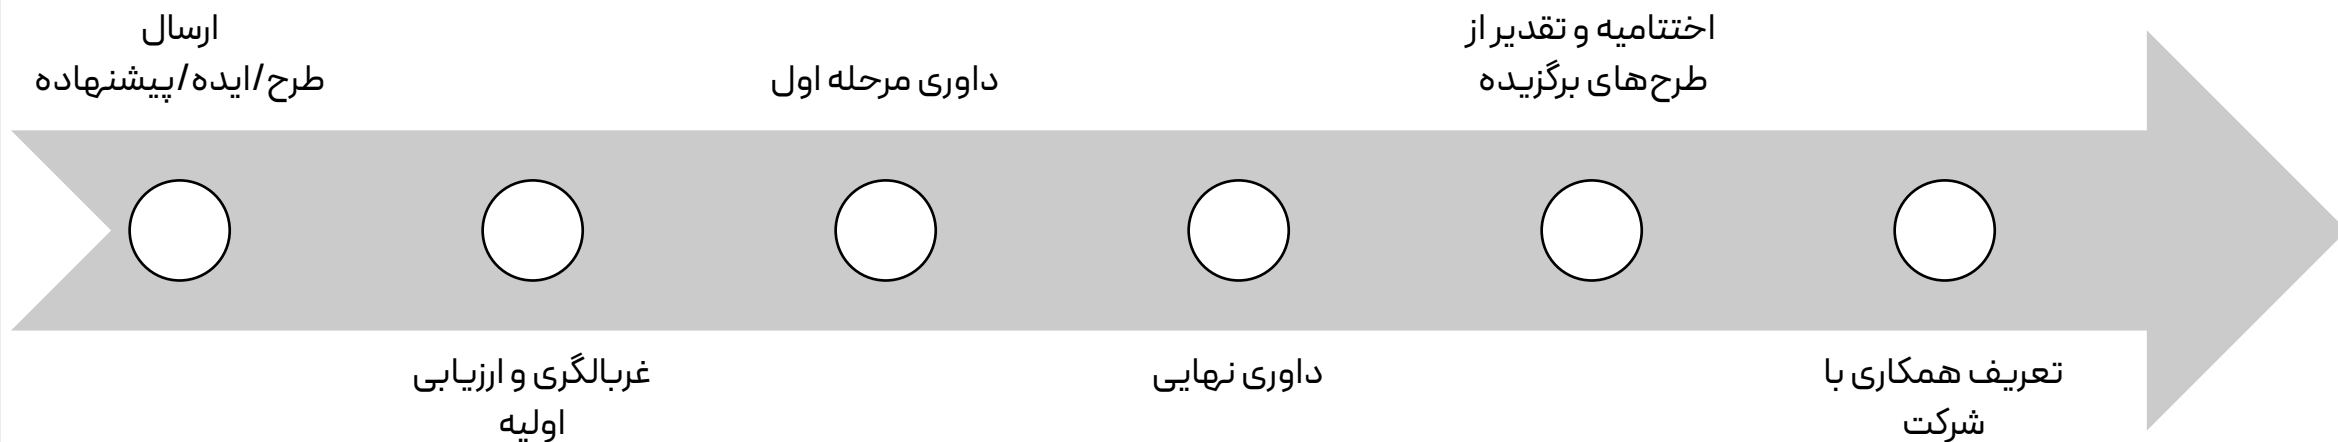 ارسال
طرح/ایده/پیشنهاده
غربالگری و ارزیابی
اولیه
داوری مرحله اول
داوری نهایی
اختتامیه و تقدیر از
طرح‌های برگزیده
تعریف همکاری با
شرکت